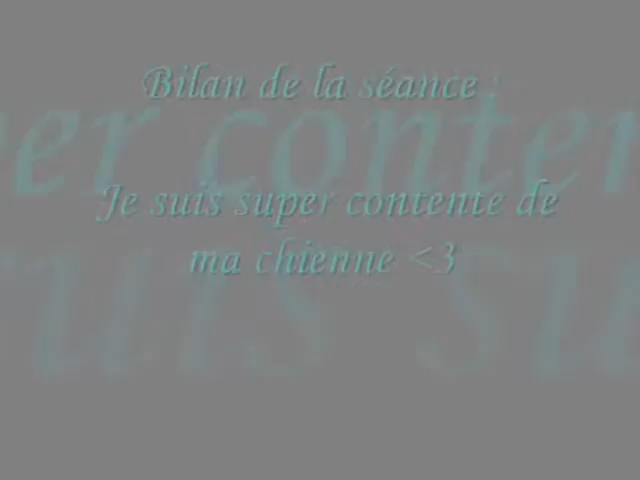 Bilan de la séance :
Je suis super contente de
ma chienne <3